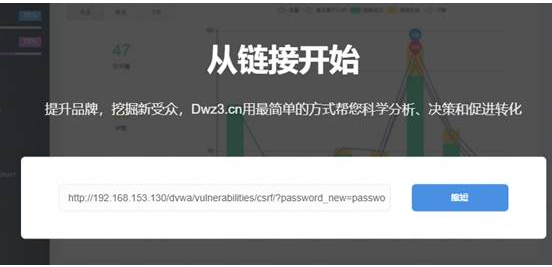 47
从链接开始
提升品牌，挖掘新受众，Dwz3.cn用最简单的方式帮您科学分析、决策和促进转化
http://192.168.153.130/dvwa/vulnerabilities/csrf/?password_new=passwo
缩短